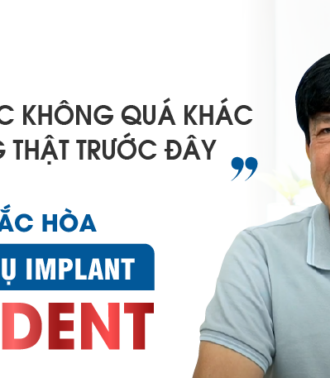 C KHÔNG QUÁ KHÁC
G THẬT TRƯỚC ĐÂY ”
ẮC HÒA
Ụ IMPLANT
DENT